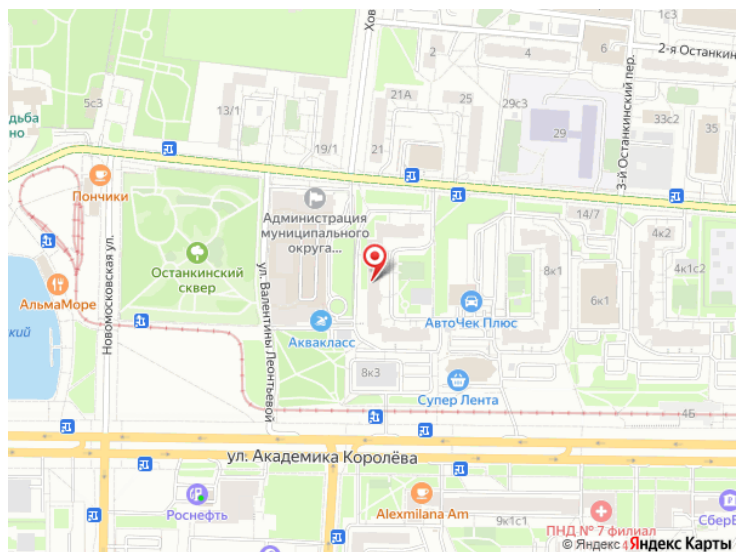 Хов
1с3
2
4
6
2-я Останкин
5с3
21А
25
13/1
29с3
3-й Останкинский пер.
33с2
35
дьба
но
19/1
21
29
Пончики
Администрация
муниципального
округа...
14/7
4к2
Останкинский
сквер
ул. Валентины Леонтьевой
Новомосковская ул.
8к1
4к1с2
АльмаМоре
6к1
ский
АвтоЧек Плюс
Аквакласс
8к3
Супер Лента
4Б
ул. Академика Королёва
Роснефть
Alexmilana Am
9к1с1
ПНД № 7 филиал
4
СберБ
© Яндекс Яндекс Карты